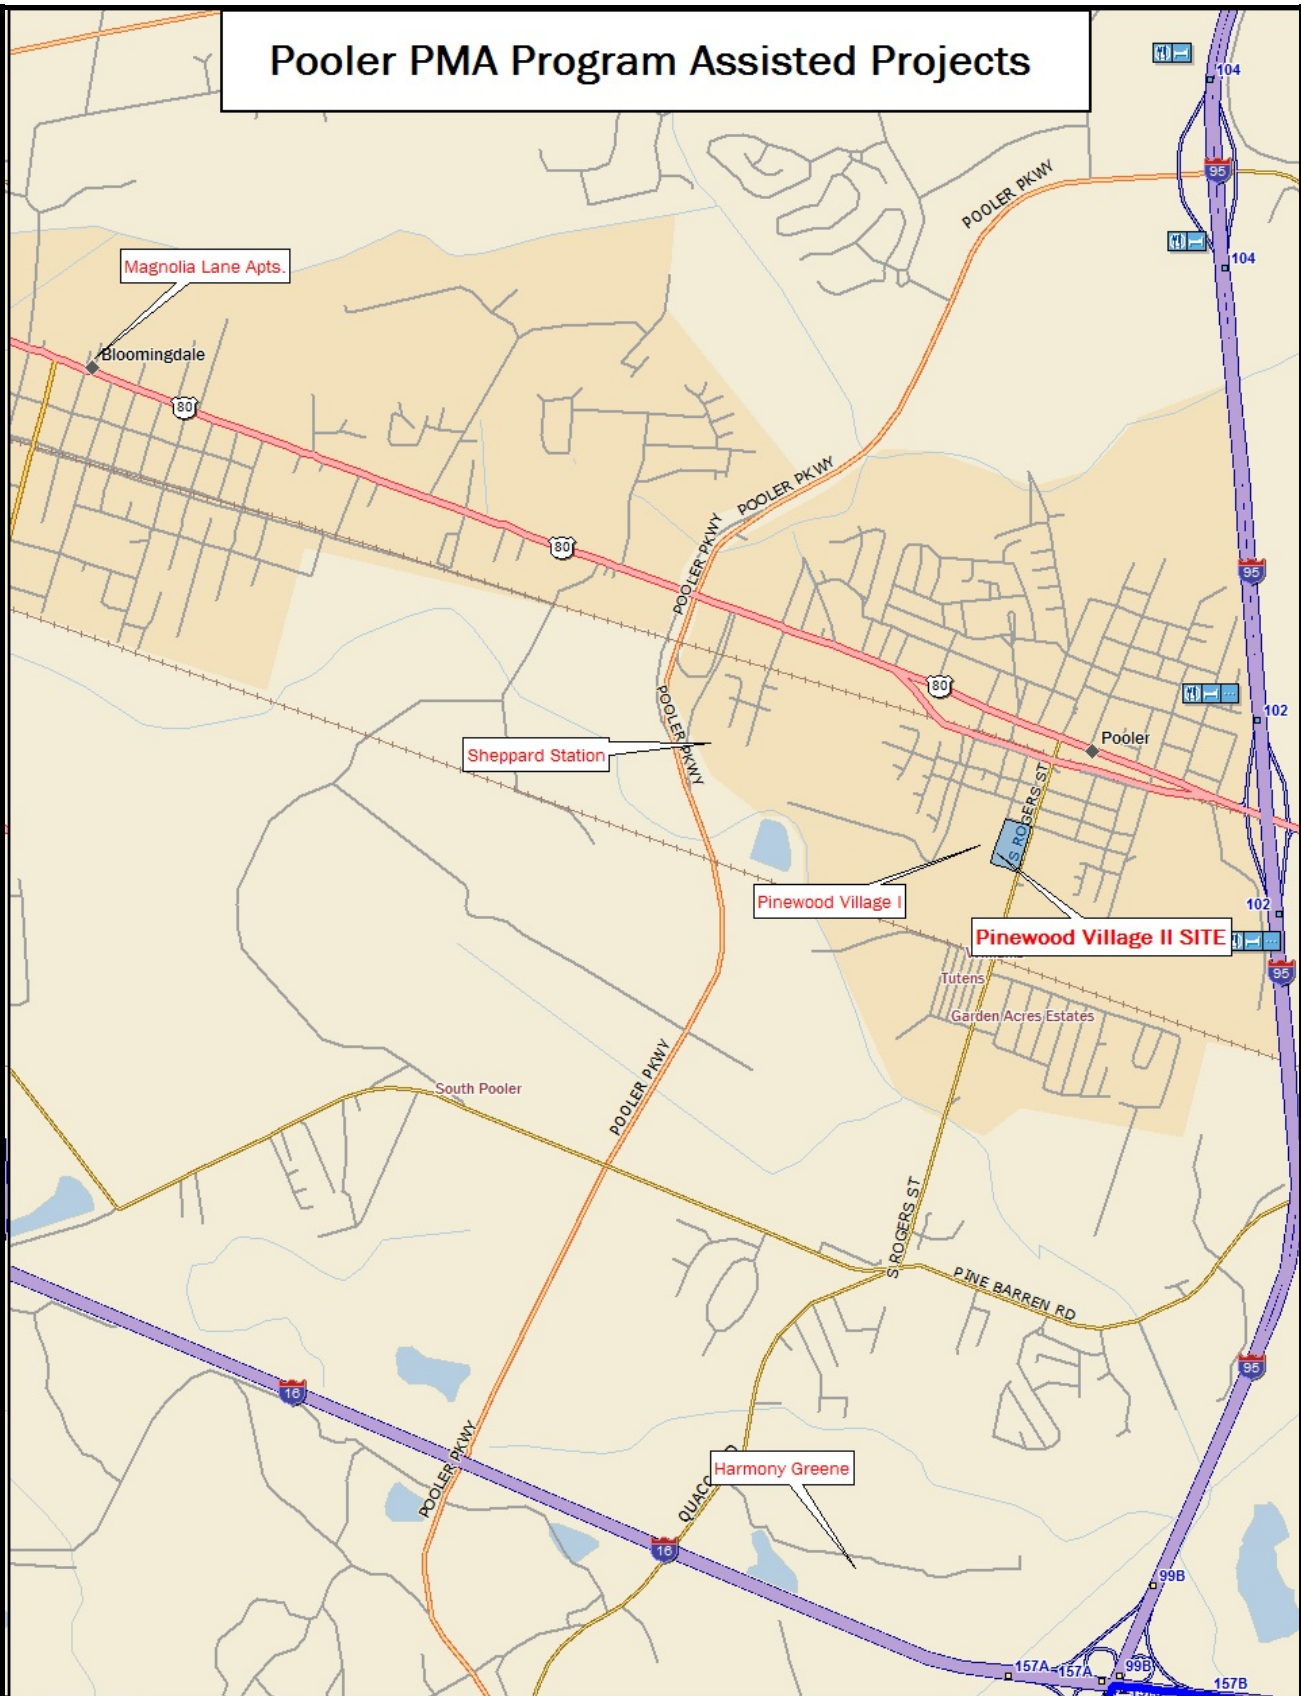 Pooler PMA Program Assisted Projects
104
95
POOLER PKWY
104
Magnolia Lane Apts.
Bloomingdale
80
POOLER PKWY
POOLER PKWY
80
95
80
POOLER PKWY
102
Pooler
Sheppard Station
S ROGERS ST
Pinewood Village I
102
Pinewood Village II SITE
95
Tutens
Garden Acres Estates
POOLER PKWY
South Pooler
S ROGERS ST
PINE BARREN RD
95
16
POOLER PKWY
Harmony Greene
16
99B
157A
157A
99B
157B